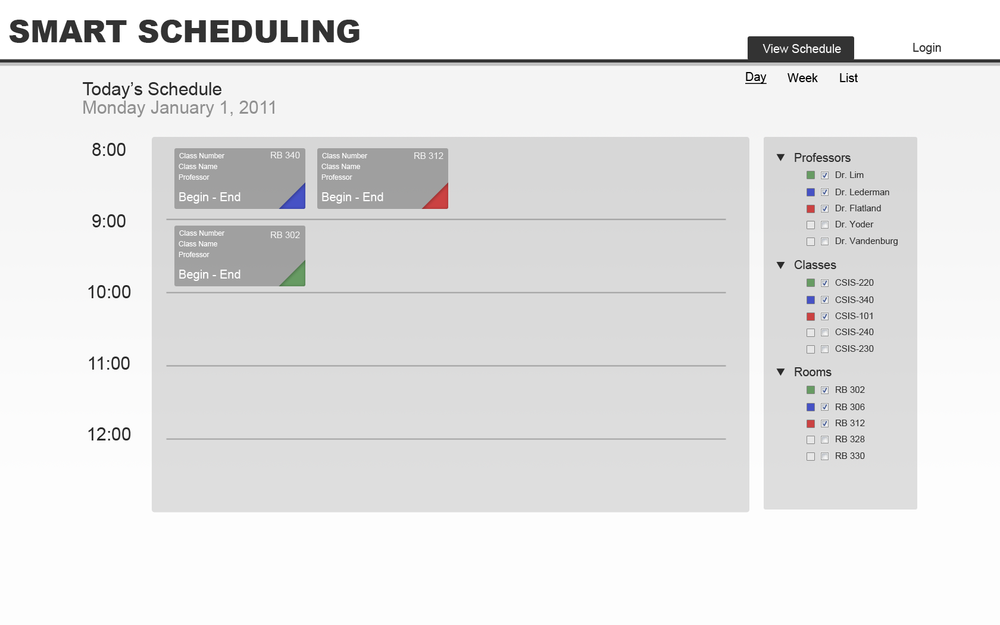 SMART SCHEDULING
View Schedule
Login
Day
Week
List
Today’s Schedule
Monday January 1, 2011
8:00
Class Number
RB 340
Class Name
Professor
Begin - End
Class Number
RB 312
Class Name
Professor
Begin - End
9:00
Class Number
RB 302
Class Name
Professor
Begin - End
10:00
11:00
12:00
Professors
Dr. Lim
Dr. Lederman
Dr. Flatland
Dr. Yoder
Dr. Vandenburg
Classes
CSIS-220
CSIS-340
CSIS-101
CSIS-240
CSIS-230
Rooms
RB 302
RB 306
RB 312
RB 328
RB 330